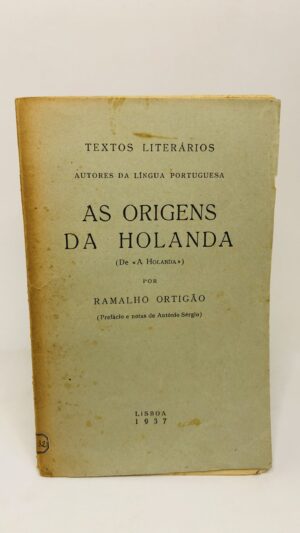 TEXTOS LITERÁRIOS
AUTORES DA LÍNGUA PORTUGUESA
AS ORIGENS
DA HOLANDA
(De «A HOLANDA»)
POR
RAMALHO ORTIGÃO
(Prefácio e notas de António Sérgio)
LISBOA
1937
32